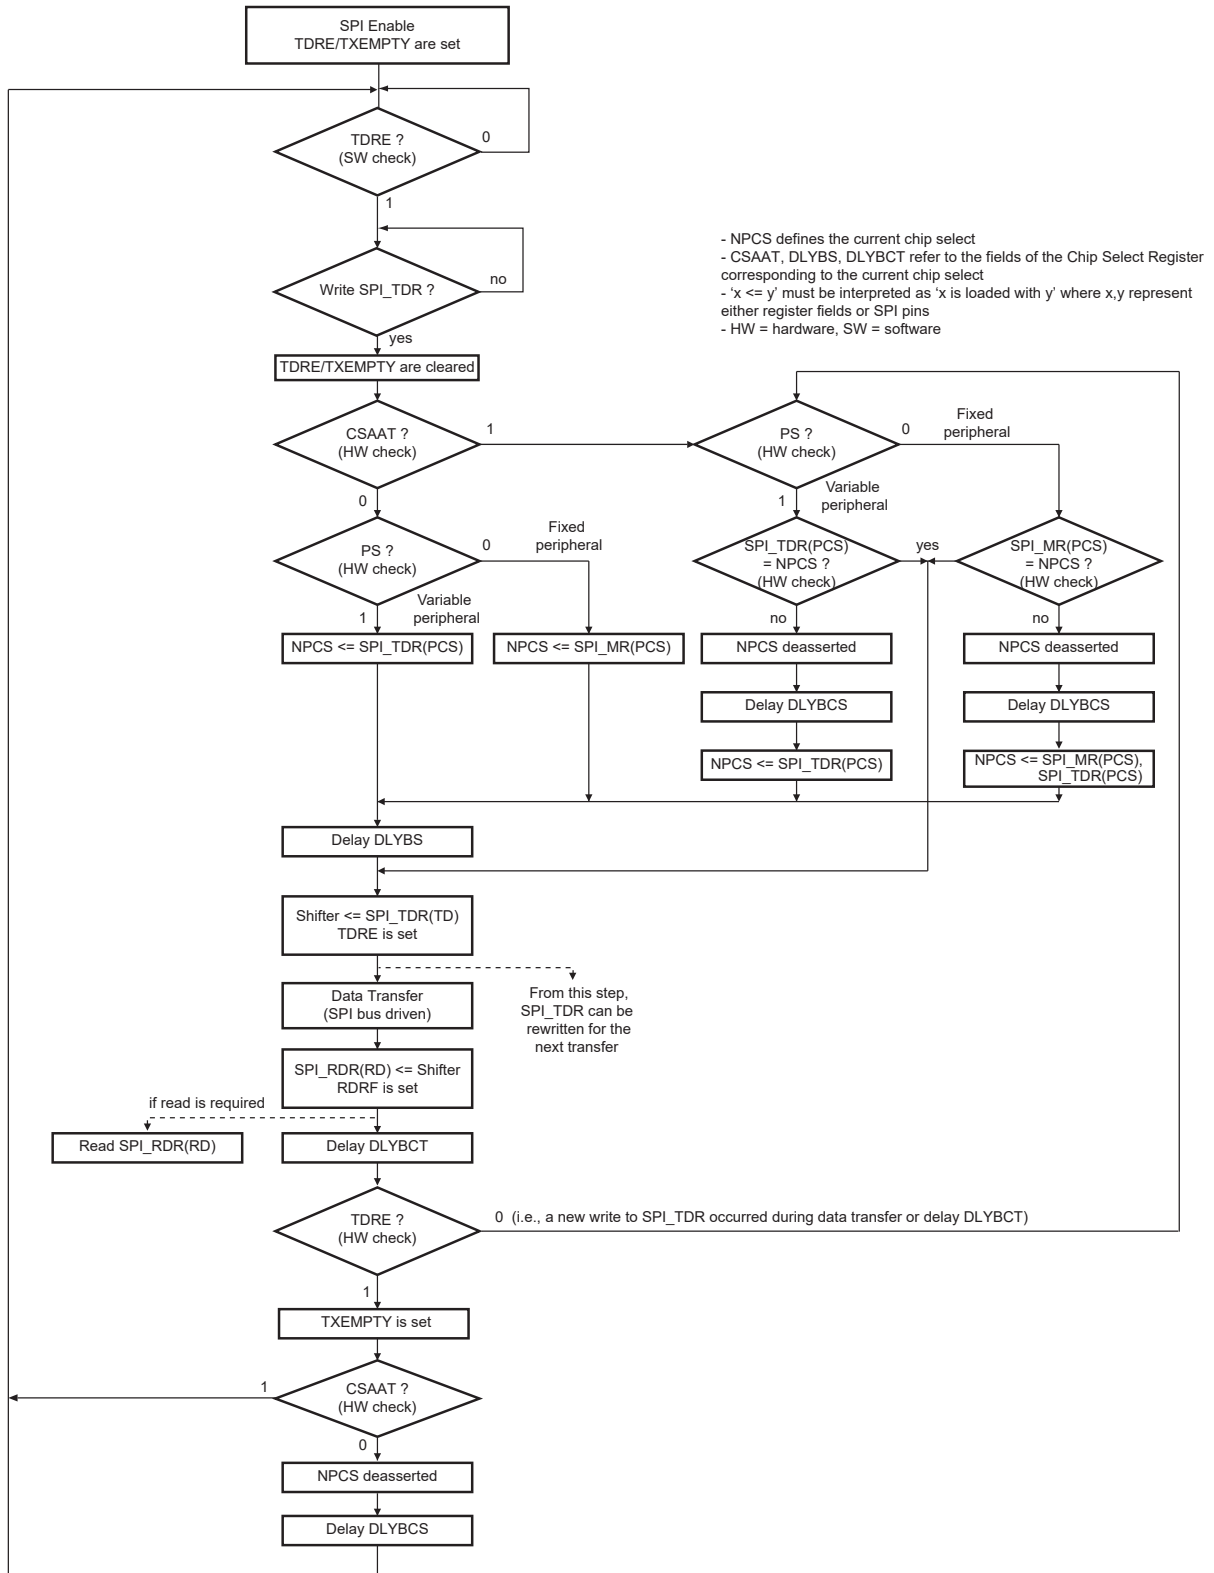 SPI Enable
TDRE/TXEMPTY are set
TDRE ?
(SW check)
0
1
Write SPI_TDR ?
no
yes
- NPCS defines the current chip select
- CSAAT, DLYBS, DLYBCT refer to the fields of the Chip Select Register
corresponding to the current chip select
- ‘x <= y’ must be interpreted as ‘x is loaded with y’ where x,y represent
either register fields or SPI pins
- HW = hardware, SW = software
TDRE/TXEMPTY are cleared
CSAAT ?
(HW check)
1
0
PS ?
(HW check)
0
Fixed
peripheral
1
Variable
peripheral
PS ?
(HW check)
0
Fixed
peripheral
1
Variable
peripheral
SPI_TDR(PCS)
= NPCS ?
(HW check)
yes
SPI_MR(PCS)
= NPCS ?
(HW check)
no
no
NPCS <= SPI_TDR(PCS)
NPCS <= SPI_MR(PCS)
NPCS deasserted
NPCS deasserted
Delay DLYBCS
Delay DLYBCS
NPCS <= SPI_TDR(PCS)
NPCS <= SPI_MR(PCS),
SPI_TDR(PCS)
Delay DLYBS
Shifter <= SPI_TDR(TD)
TDRE is set
Data Transfer
(SPI bus driven)
From this step,
SPI_TDR can be
rewritten for the
next transfer
SPI_RDR(RD) <= Shifter
RDRF is set
if read is required
Read SPI_RDR(RD)
Delay DLYBCT
TDRE ?
(HW check)
0 (i.e., a new write to SPI_TDR occurred during data transfer or delay DLYBCT)
1
TXEMPTY is set
CSAAT ?
(HW check)
1
0
NPCS deasserted
Delay DLYBCS